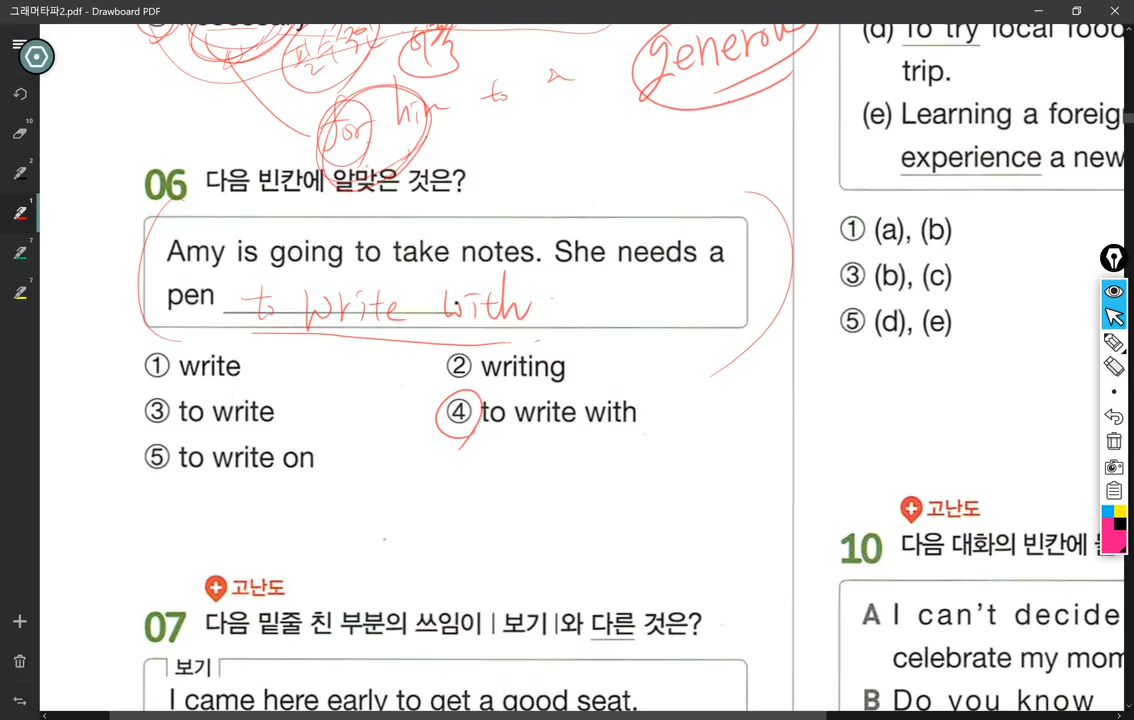 그래머타파2.pdf - Drawboard PDF
for him to a
generous
(d) To try local food
trip.
(e) Learning a foreig
experience a new
06 다음 빈칸에 알맞은 것은?
Amy is going to take notes. She needs a
pen to write with
① write ② writing
③ to write ④ to write with
⑤ to write on
① (a), (b)
③ (b), (c)
⑤ (d), (e)
고난도
07 다음 밑줄 친 부분의 쓰임이 |보기|와 다른 것은?
보기
I came here early to get a good seat.
고난도
10 다음 대화의 빈칸에
A I can't decide
celebrate my mom
B Do you know